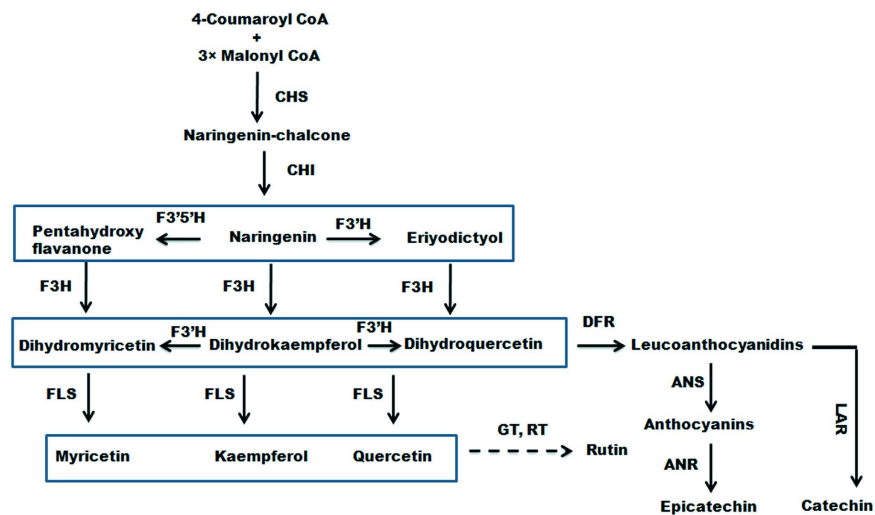 4-Coumaroyl CoA
+
3× Malonyl CoA
CHS
Naringenin-chalcone
CHI
Pentahydroxy
flavanone
F3'5'H
Naringenin
F3'H
Eriyodictyol
F3H
F3H
F3H
Dihydromyricetin
F3'H
Dihydrokaempferol
F3'H
Dihydroquercetin
DFR
Leucoanthocyanidins
FLS
FLS
FLS
ANS
LAR
Anthocyanins
Myricetin
Kaempferol
Quercetin
GT, RT
Rutin
ANR
Epicatechin
Catechin